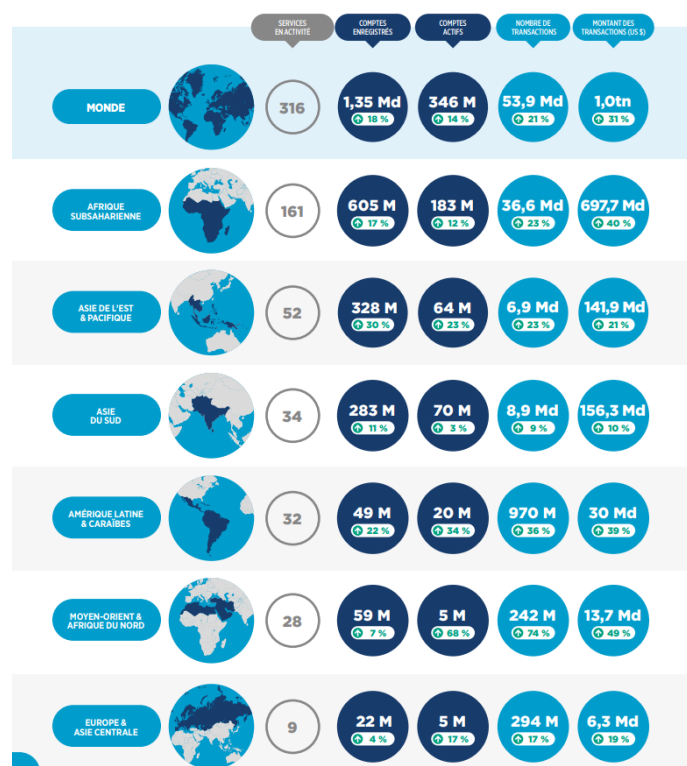 SERVICES
EN ACTIVITÉ
COMPTES
ENREGISTRÉS
COMPTES
ACTIFS
NOMBRE DE
TRANSACTIONS
MONTANT DES
TRANSACTIONS (US $)
MONDE
316
1,35 Md
18 %
346 M
14 %
53,9 Md
21 %
1,0tn
31 %
AFRIQUE
SUBSAHARIENNE
161
605 M
17 %
183 M
12 %
36,6 Md
23 %
697,7 Md
40 %
ASIE DE L'EST
& PACIFIQUE
52
328 M
30 %
64 M
23 %
6,9 Md
23 %
141,9 Md
21 %
ASIE
DU SUD
34
283 M
11 %
70 M
3 %
8,9 Md
9 %
156,3 Md
10 %
AMÉRIQUE LATINE
& CARAÏBES
32
49 M
22 %
20 M
34 %
970 M
36 %
30 Md
39 %
MOYEN-ORIENT &
AFRIQUE DU NORD
28
59 M
7 %
5 M
68 %
242 M
74 %
13,7 Md
49 %
EUROPE &
ASIE CENTRALE
9
22 M
4 %
5 M
17 %
294 M
17 %
6,3 Md
19 %